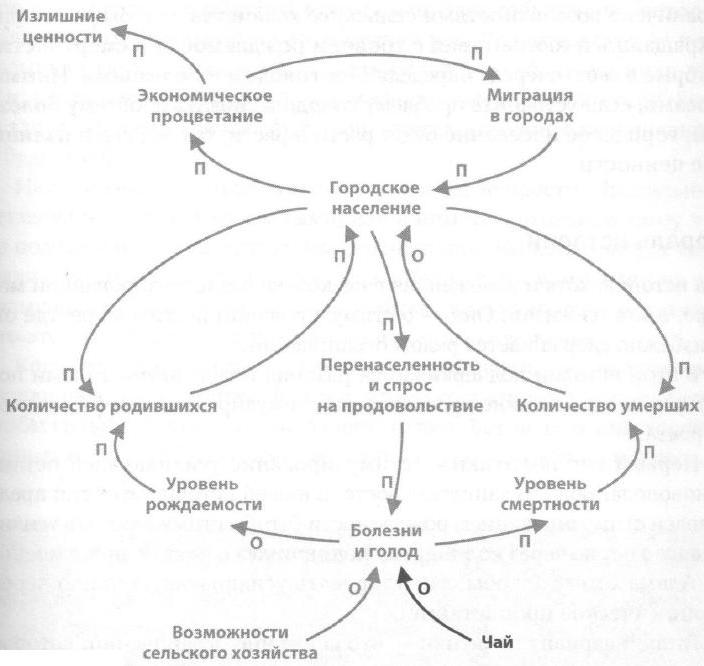 Излишние
ценности
П
П
Экономическое
процветание
Миграция
в городах
П
П
Городское
население
П
О
П
П
П
Перенаселенность
и спрос
на продовольствие
Количество родившихся
Количество умерших
П
П
Уровень
рождаемости
П
Уровень
смертности
О
Болезни
и голод
П
О
О
Возможности
сельского хозяйства
Чай